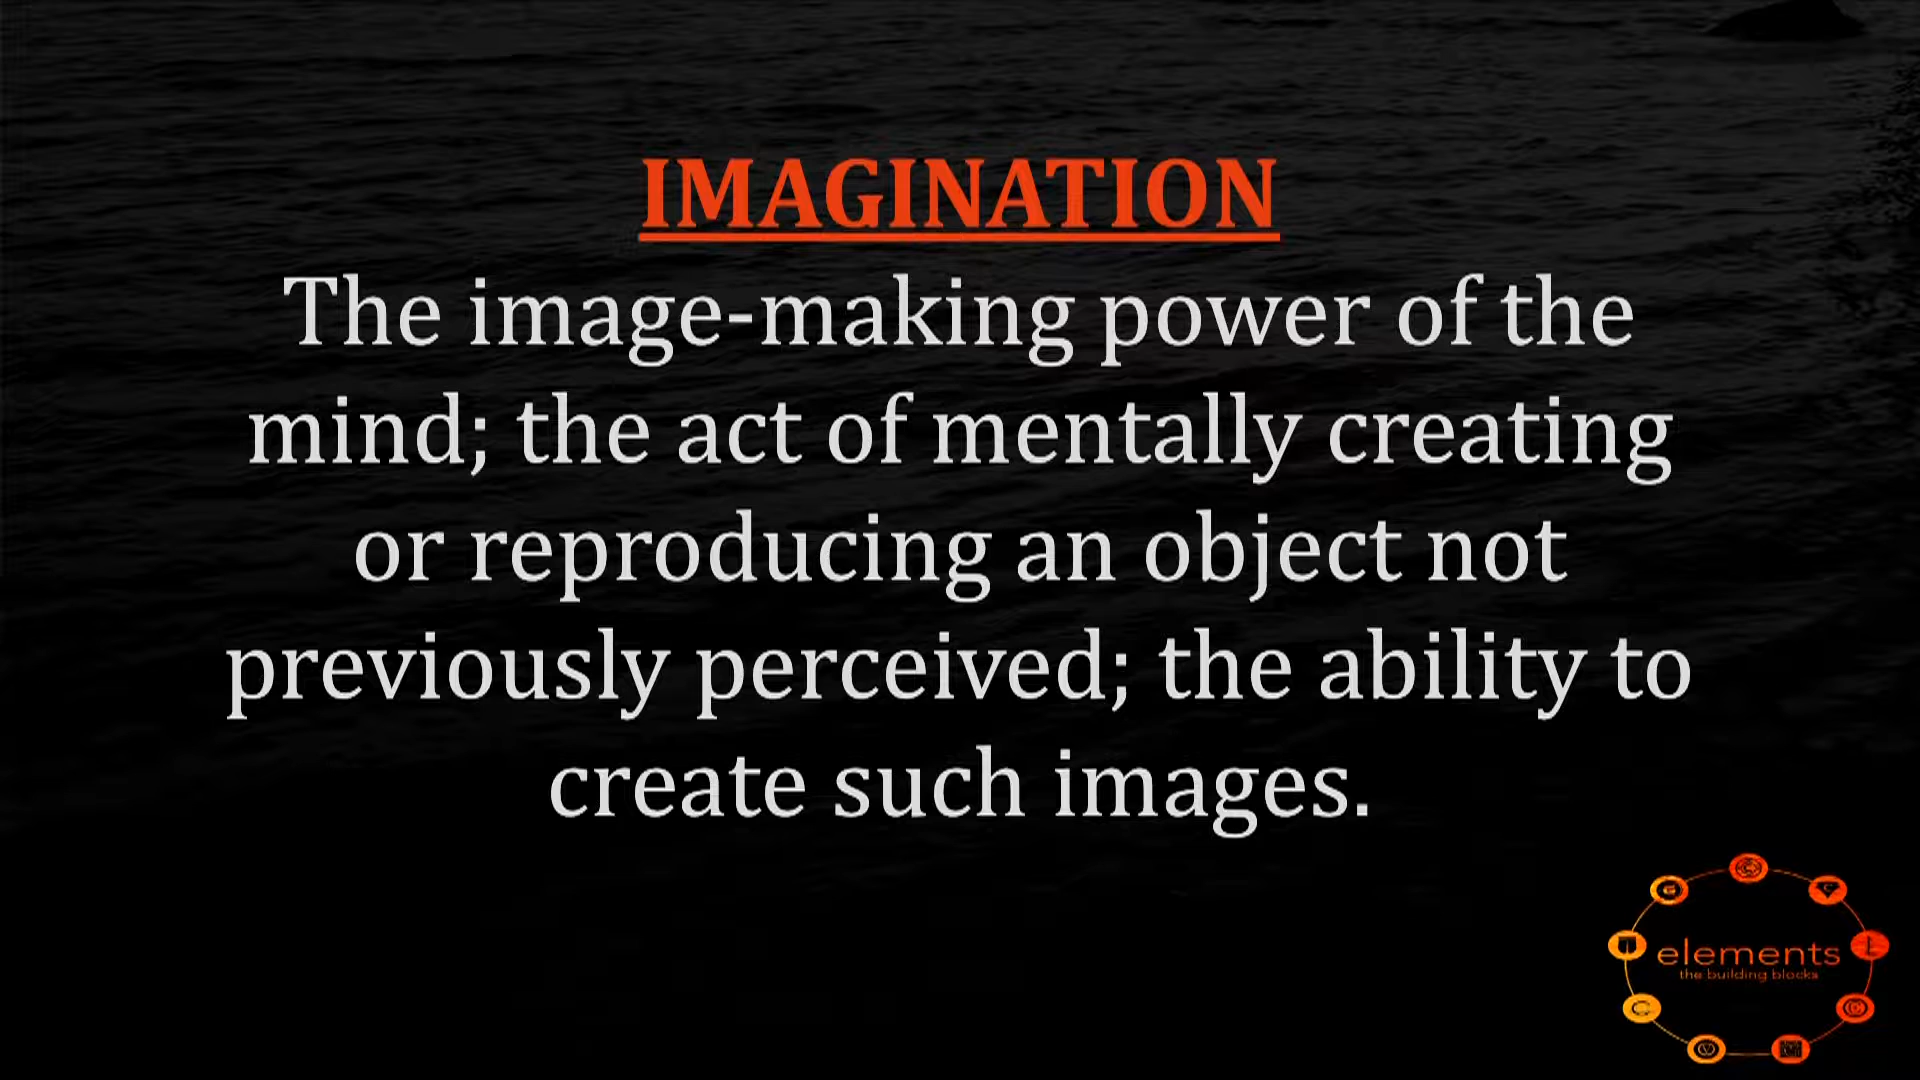 IMAGINATION
The image-making power of the
mind; the act of mentally creating
or reproducing an object not
previously perceived; the ability to
create such images.
elements
the building blocks